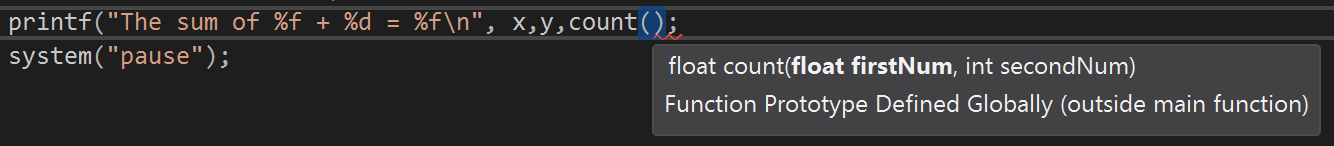 printf("The sum of %f + %d = %f\n", x,y,count();
system("pause");
float count(float firstNum, int secondNum)
Function Prototype Defined Globally (outside main function)